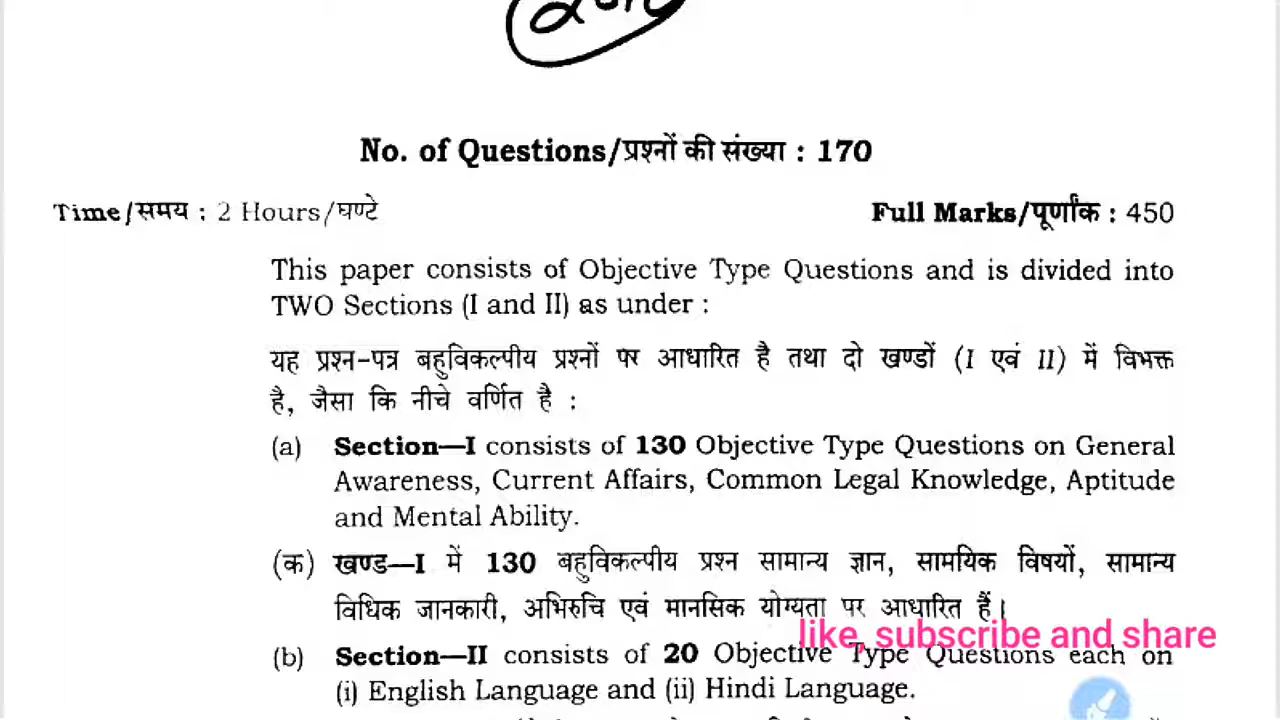 No. of Questions/प्रश्नों की संख्या : 170
Time/समय : 2 Hours/घण्टे
Full Marks/पूर्णांक : 450
This paper consists of Objective Type Questions and is divided into
TWO Sections (I and II) as under :
यह प्रश्न-पत्र बहुविकल्पीय प्रश्नों पर आधारित है तथा दो खण्डों (I एवं II) में विभक्त
है, जैसा कि नीचे वर्णित है :
(a) Section—I consists of 130 Objective Type Questions on General
Awareness, Current Affairs, Common Legal Knowledge, Aptitude
and Mental Ability.
(क) खण्ड—I में 130 बहुविकल्पीय प्रश्न सामान्य ज्ञान, सामयिक विषयों, सामान्य
विधिक जानकारी, अभिरुचि एवं मानसिक योग्यता पर आधारित हैं।
like, subscribe and share
(b) Section—II consists of 20 Objective Type Questions each on
(i) English Language and (ii) Hindi Language.